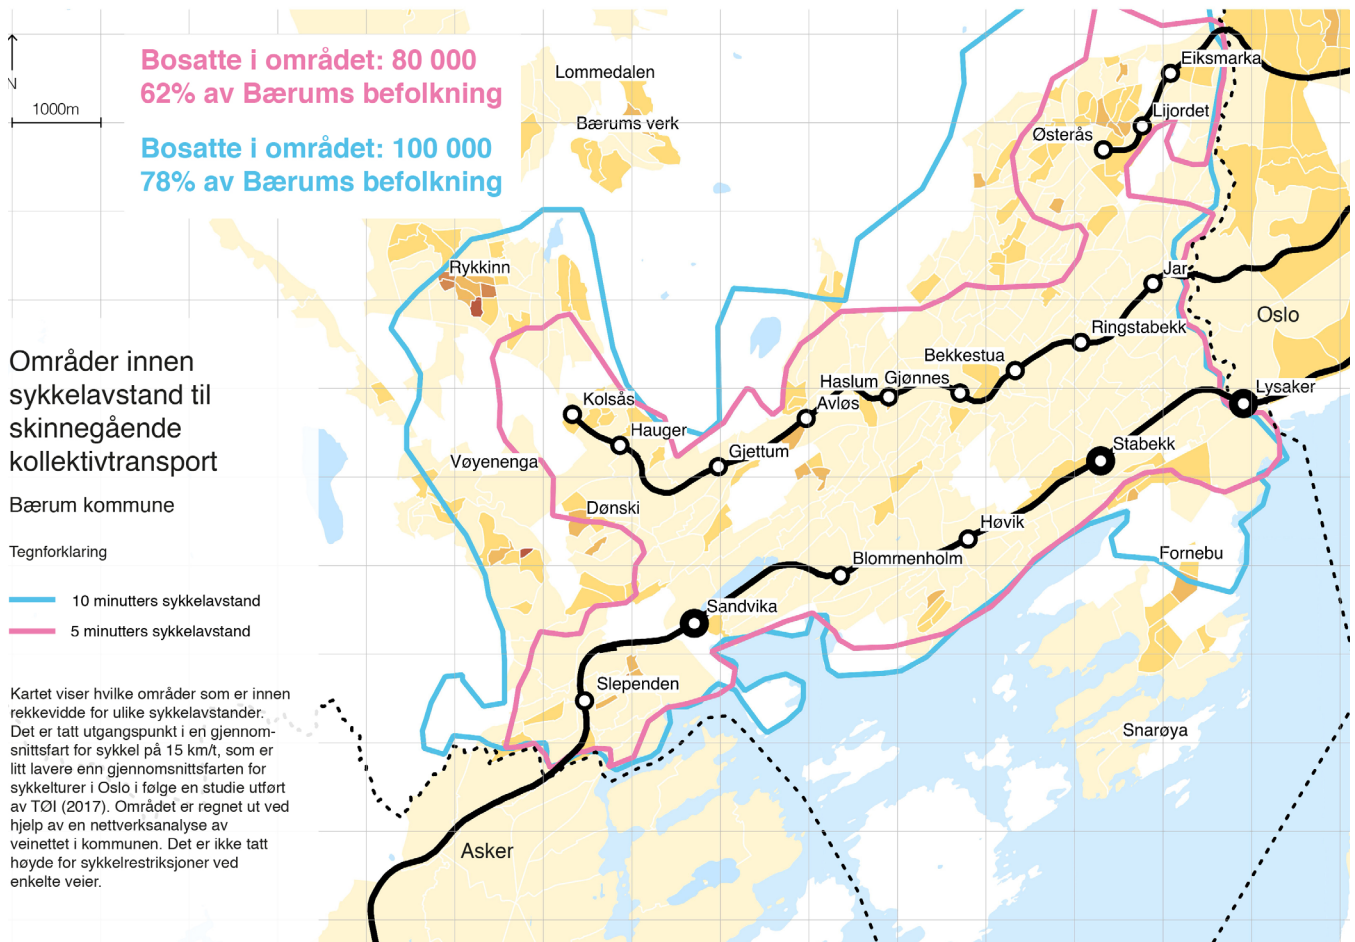 Bosatte i området: 80 000
62% av Bærums befolkning
Bosatte i området: 100 000
78% av Bærums befolkning
N
1000m
Lommedalen
Bærums verk
Eiksmarka
Lijordet
Østerås
Rykkinn
Jar
Oslo
Ringstabekk
Bekkestua
Gjønnes
Haslum
Avløs
Lysaker
Kolsås
Hauger
Gjettum
Stabekk
Vøyenenga
Dønski
Høvik
Blommenholm
Fornebu
Sandvika
Slependen
Snarøya
Asker
Områder innen
sykkelavstand til
skinnegående
kollektivtransport
Bærum kommune
Tegnforklaring
10 minutters sykkelavstand
5 minutters sykkelavstand
Kartet viser hvilke områder som er innen
rekkevidde for ulike sykkelavstander.
Det er tatt utgangspunkt i en gjennom-
snittsfart for sykkel på 15 km/t, som er
litt lavere enn gjennomsnittsfarten for
sykkelturer i Oslo i følge en studie utført
av TØI (2017). Området er regnet ut ved
hjelp av en nettverksanalyse av
veinettet i kommunen. Det er ikke tatt
høyde for sykkelrestriksjoner ved
enkelte veier.